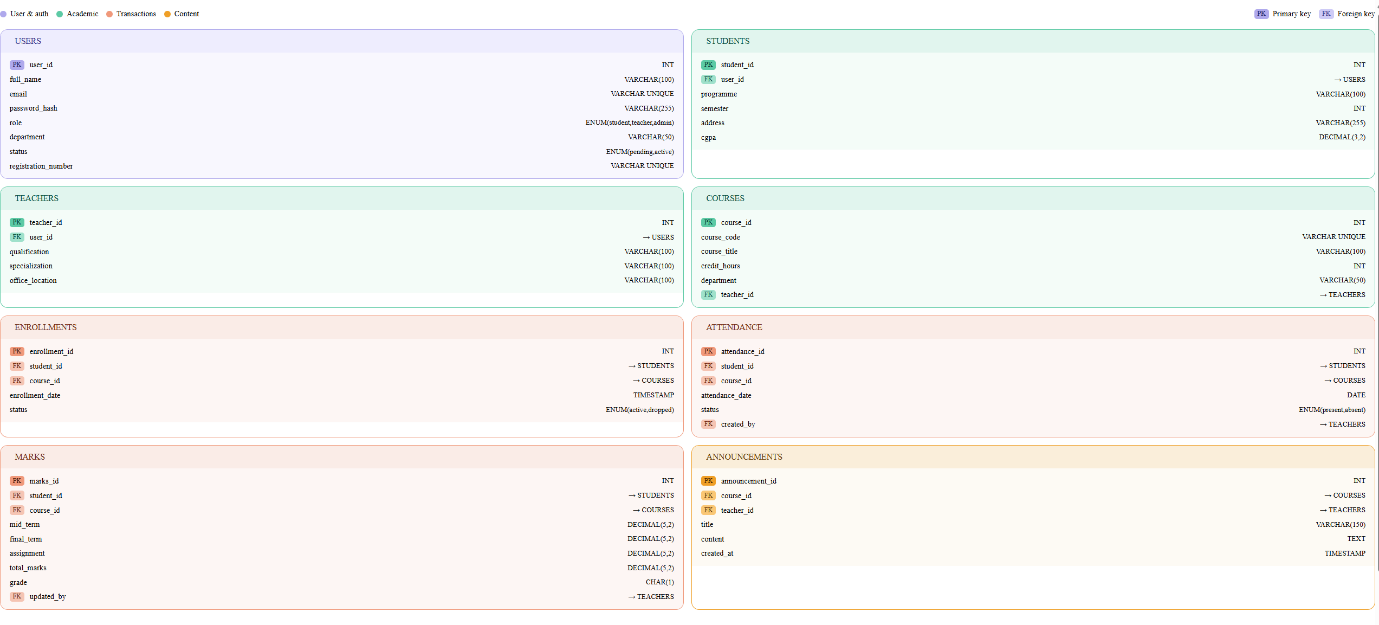 User & auth Academic Transactions Content PK Primary key FK Foreign key
USERS
PK user_id INT
full_name VARCHAR(100)
email VARCHAR UNIQUE
password_hash VARCHAR(255)
role ENUM(student,teacher,admin)
department VARCHAR(50)
status ENUM(pending,active)
registration_number VARCHAR UNIQUE
STUDENTS
PK student_id INT
FK user_id → USERS
programme VARCHAR(100)
semester INT
address VARCHAR(255)
cgpa DECIMAL(3,2)
TEACHERS
PK teacher_id INT
FK user_id → USERS
qualification VARCHAR(100)
specialization VARCHAR(100)
office_location VARCHAR(100)
COURSES
PK course_id INT
course_code VARCHAR UNIQUE
course_title VARCHAR(100)
credit_hours INT
department VARCHAR(50)
FK teacher_id → TEACHERS
ENROLLMENTS
PK enrollment_id INT
FK student_id → STUDENTS
FK course_id → COURSES
enrollment_date TIMESTAMP
status ENUM(active,dropped)
ATTENDANCE
PK attendance_id INT
FK student_id → STUDENTS
FK course_id → COURSES
attendance_date DATE
status ENUM(present,absent)
FK created_by → TEACHERS
MARKS
PK marks_id INT
FK student_id → STUDENTS
FK course_id → COURSES
mid_term DECIMAL(5,2)
final_term DECIMAL(5,2)
assignment DECIMAL(5,2)
total_marks DECIMAL(5,2)
grade CHAR(1)
FK updated_by → TEACHERS
ANNOUNCEMENTS
PK announcement_id INT
FK course_id → COURSES
FK teacher_id → TEACHERS
title VARCHAR(150)
content TEXT
created_at TIMESTAMP